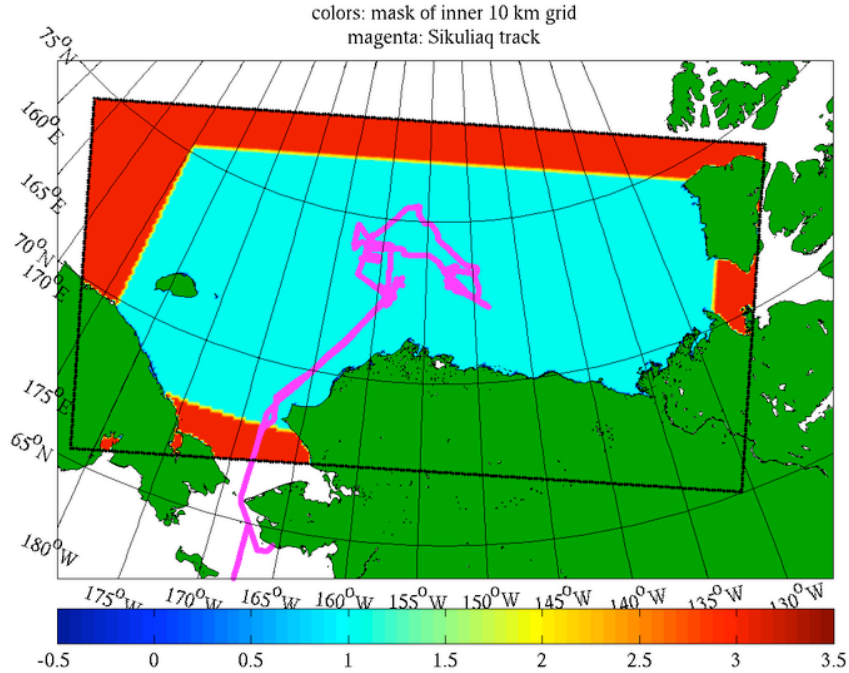 colors: mask of inner 10 km grid
magenta: Sikuliaq track
75°N
160°E
165°E
70°N
170°E
175°E
65°N
180°W
175°W
170°W
165°W
160°W
155°W
150°W
145°W
140°W
135°W
130°W
-0.5
0
0.5
1
1.5
2
2.5
3
3.5